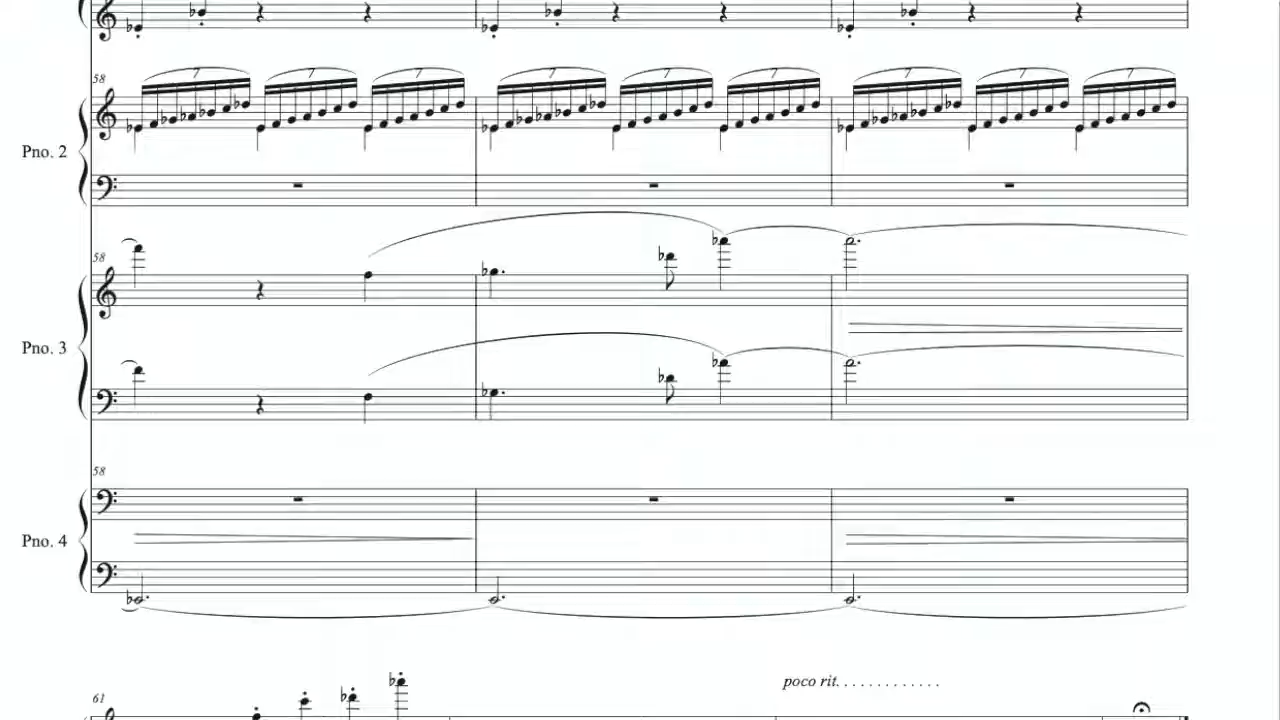 58
7 7 7 7 7 7 7 7 7
Pno. 2
58
Pno. 3
58
Pno. 4
61
poco rit. . . . . . . . . . . . .